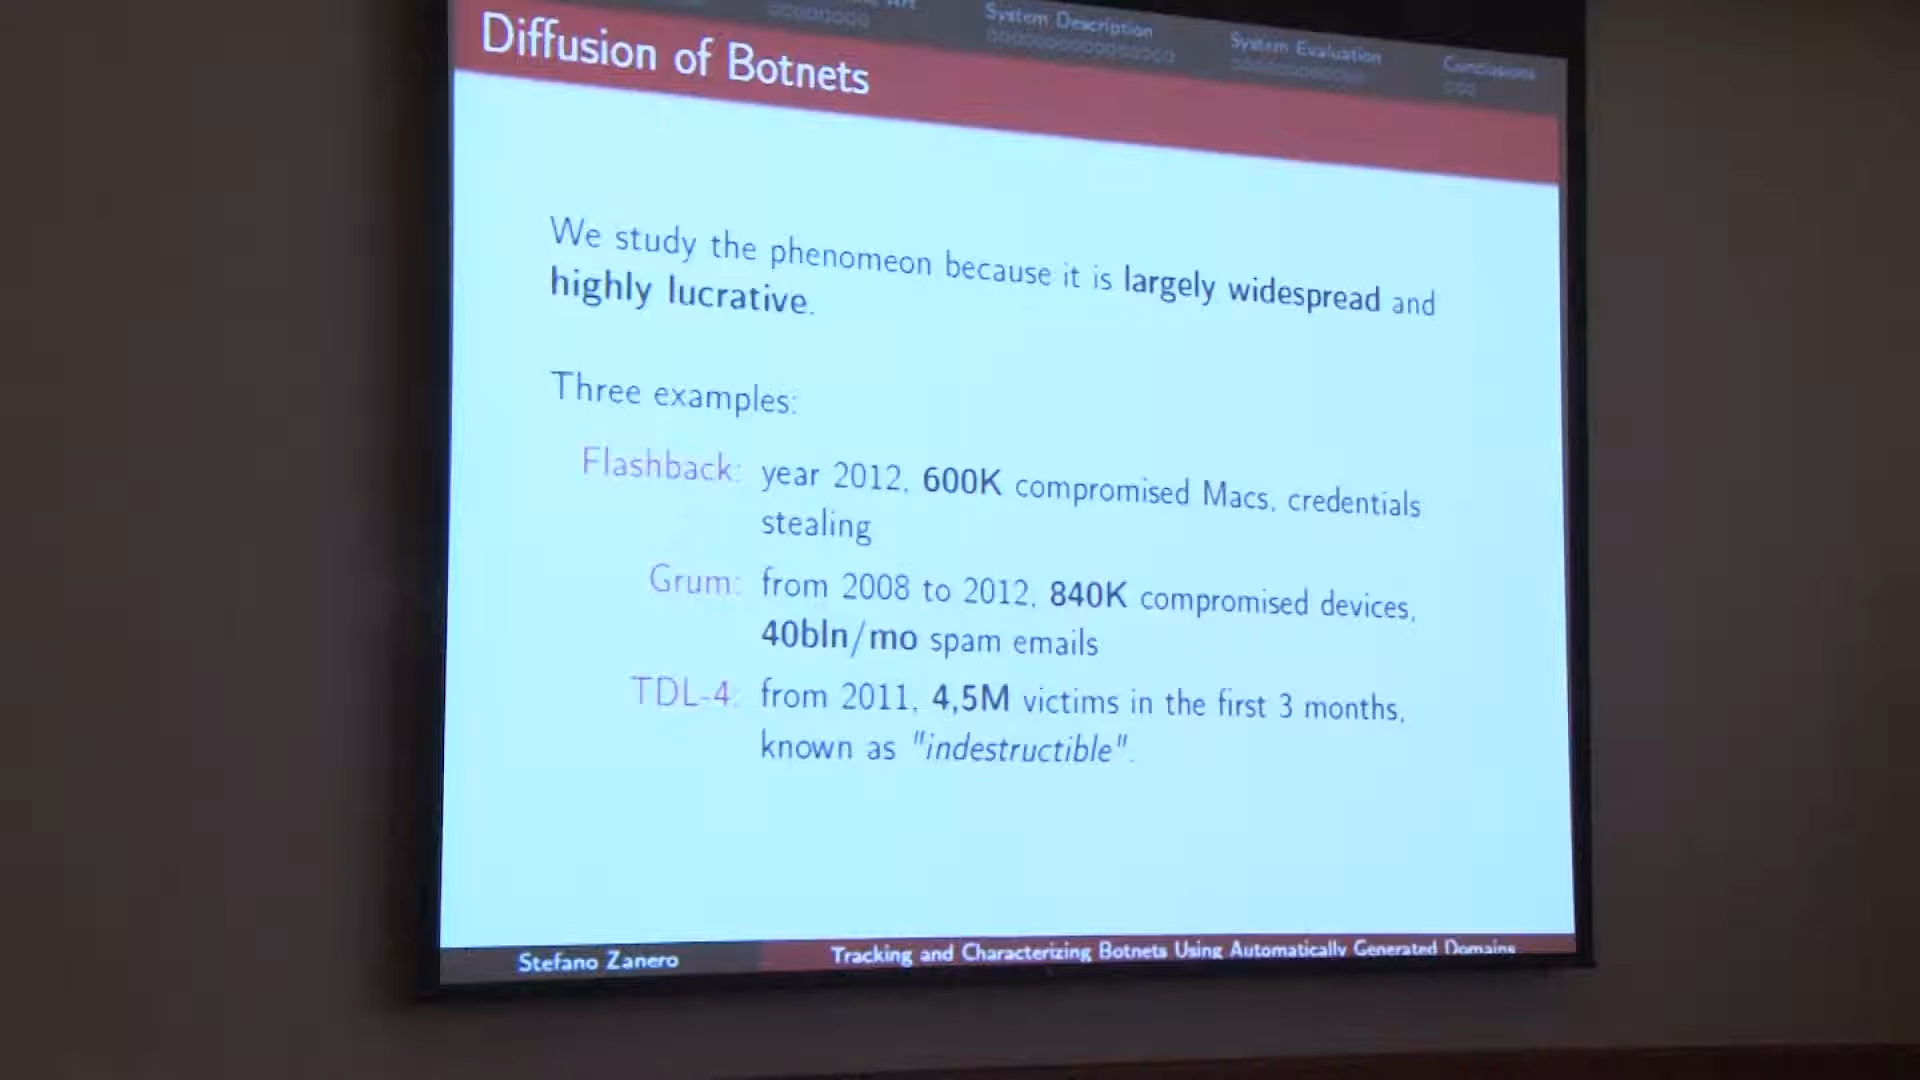 System Description
System Evaluation
Conclusions
Diffusion of Botnets
We study the phenomeon because it is largely widespread and
highly lucrative.
Three examples:
Flashback: year 2012, 600K compromised Macs, credentials
stealing
Grum: from 2008 to 2012, 840K compromised devices,
40bln/mo spam emails
TDL-4: from 2011, 4,5M victims in the first 3 months,
known as "indestructible".
Stefano Zanero
Tracking and Characterizing Botnets Using Automatically Generated Domains